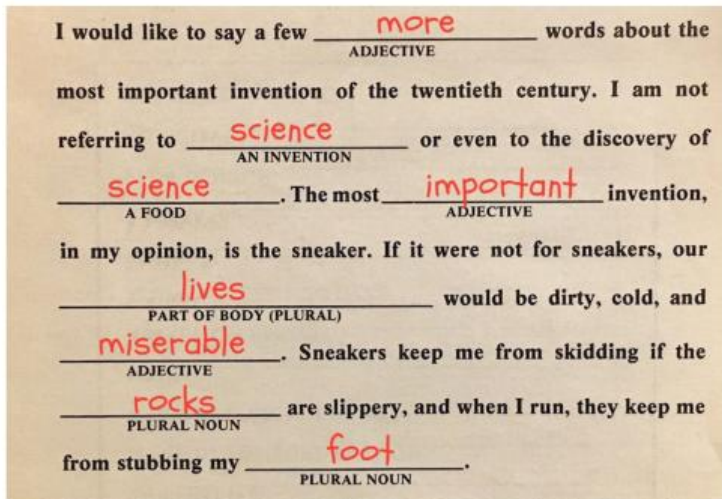 I would like to say a few more words about the
ADJECTIVE
most important invention of the twentieth century. I am not
referring to science or even to the discovery of
AN INVENTION
science. The most important invention,
A FOOD ADJECTIVE
in my opinion, is the sneaker. If it were not for sneakers, our
lives would be dirty, cold, and
PART OF BODY (PLURAL)
miserable. Sneakers keep me from skidding if the
ADJECTIVE
rocks are slippery, and when I run, they keep me
PLURAL NOUN
from stubbing my foot.
PLURAL NOUN